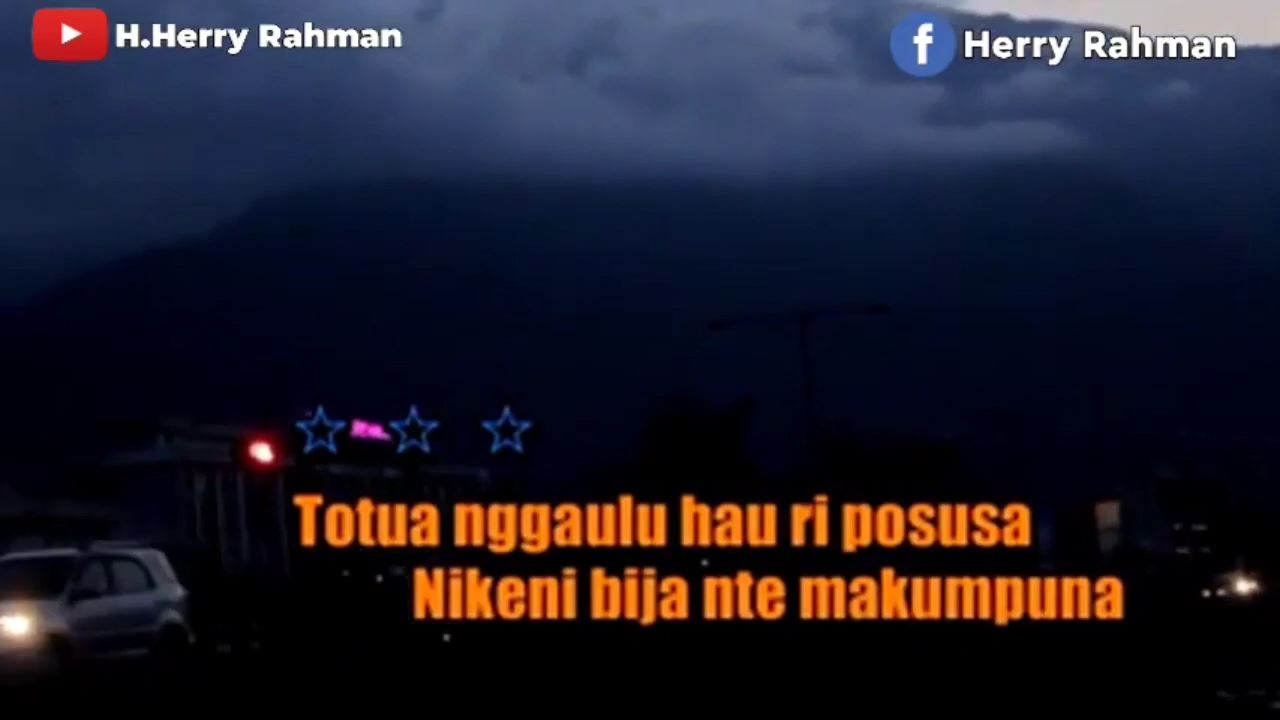 H.Herry Rahman
Herry Rahman
Totua nggaulu hau ri posusa
Nikeni bija nte makumpuna